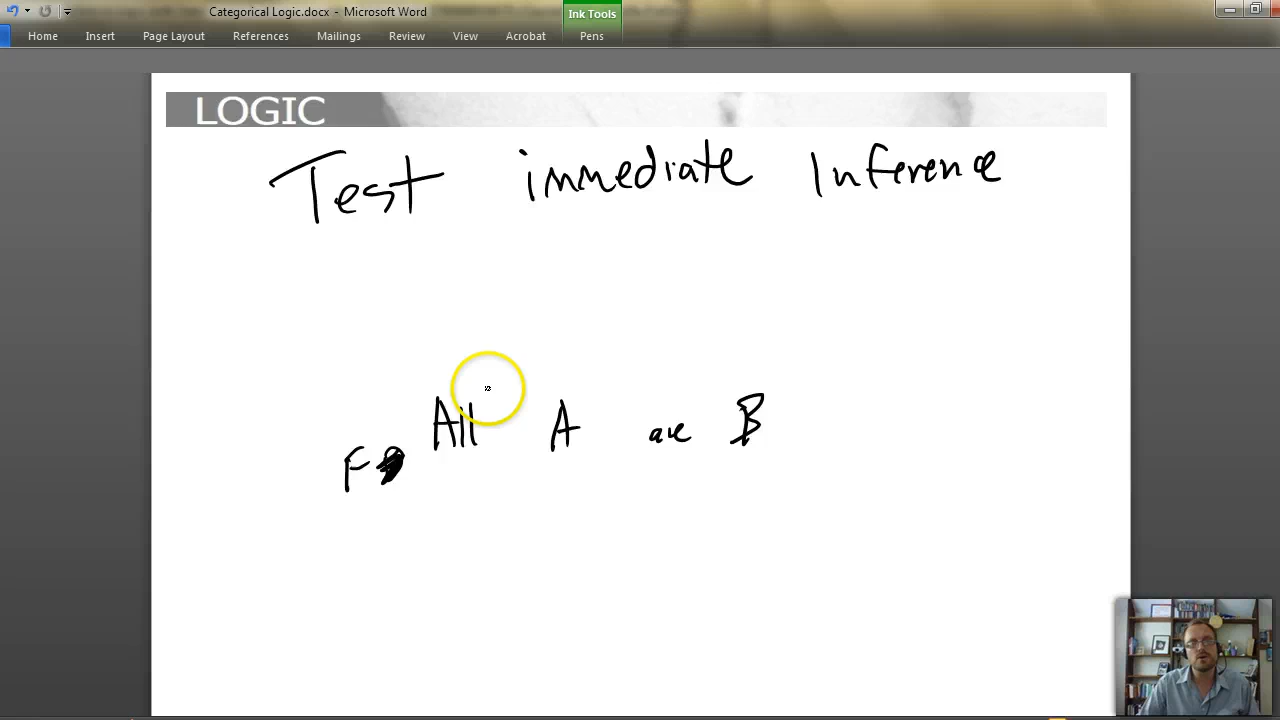 Categorical Logic.docx - Microsoft Word
Ink Tools
Home Insert Page Layout References Mailings Review View Acrobat Pens
LOGIC
Test immediate Inference
All A are B
F